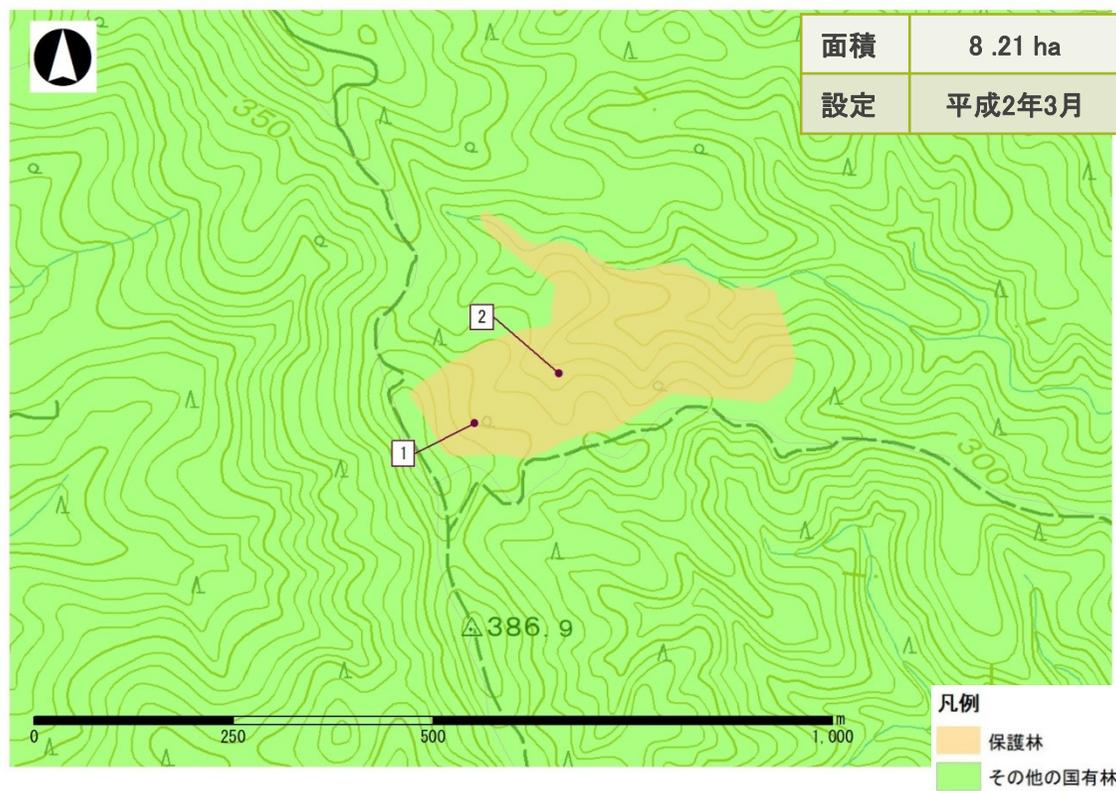 面積 8 .21 ha
設定 平成2年3月
350
2
1
300
386. 9
m
0 250 500 1,000
凡例
保護林
その他の国有林